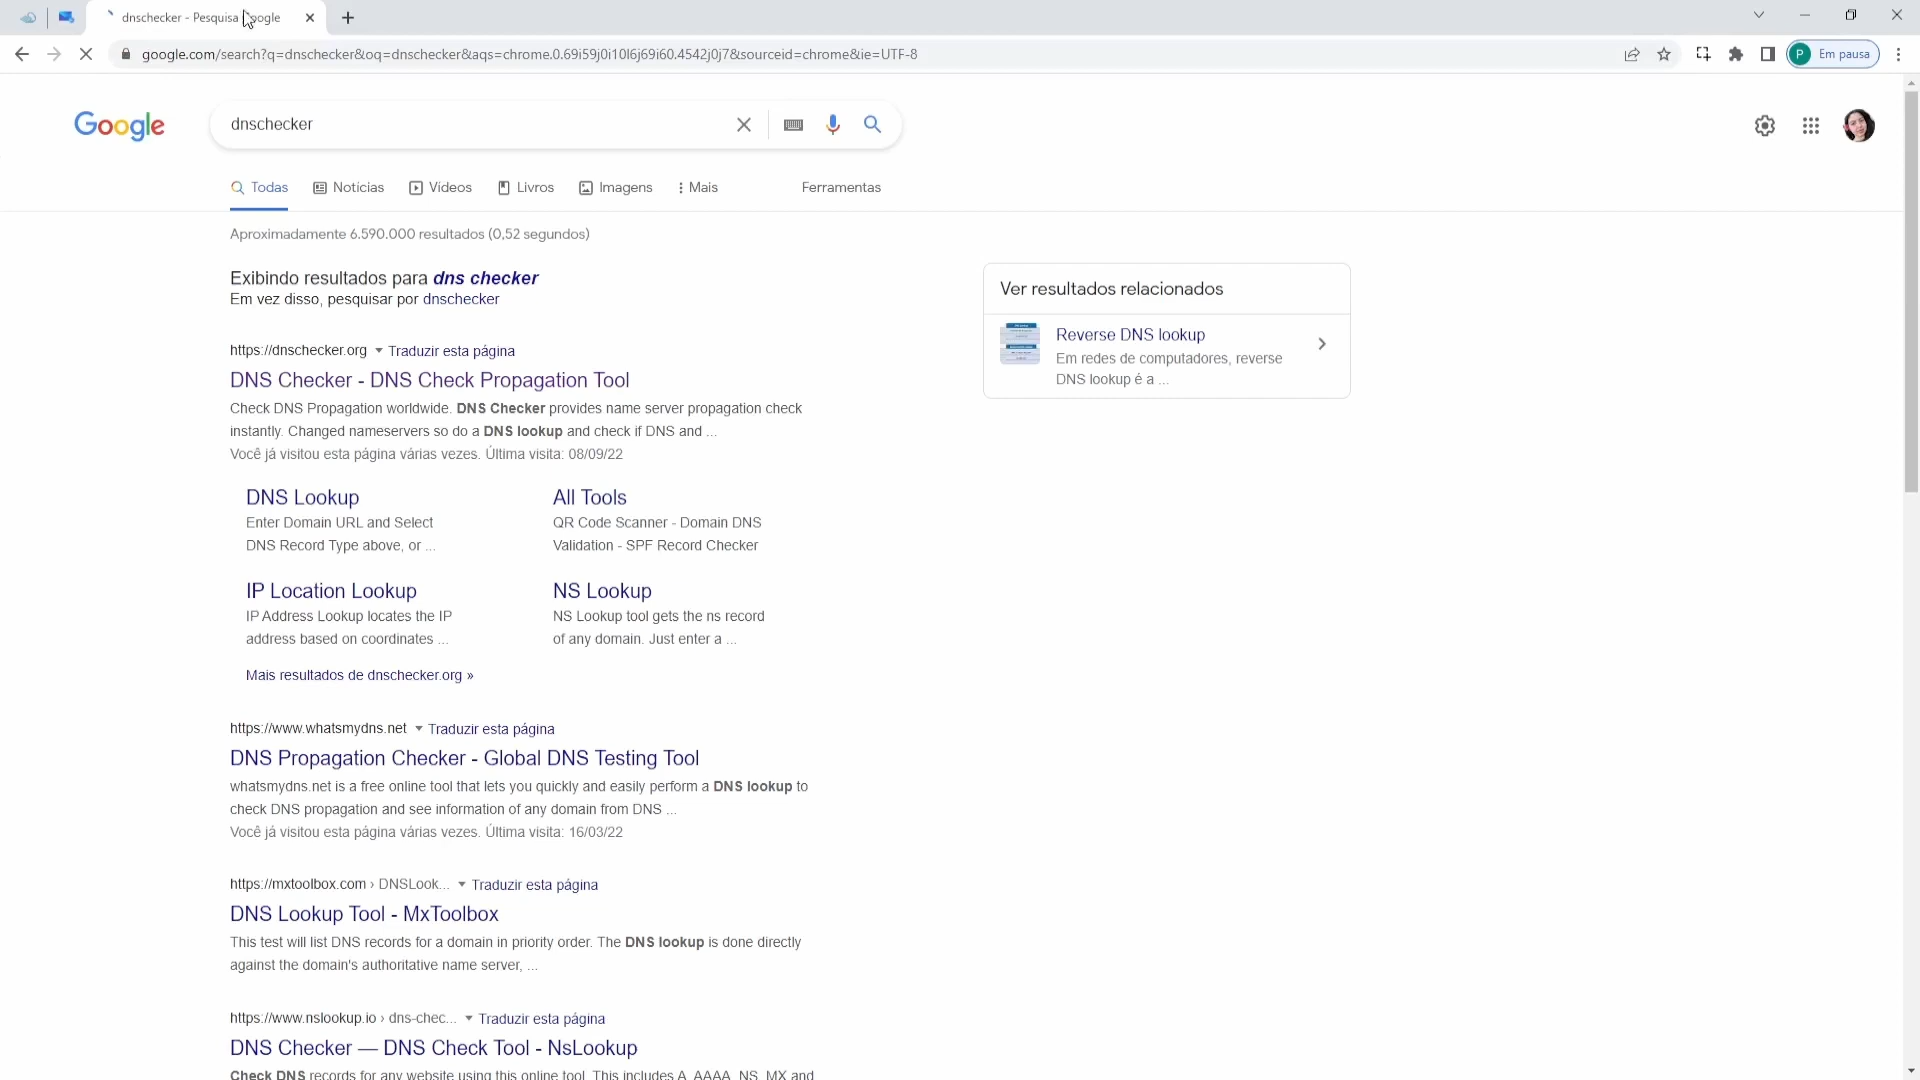 dnschecker - Pesquisa Google
google.com/search?q=dnschecker&oq=dnschecker&aqs=chrome.0.69i59j0i10l6j69i60.4542j0j7&sourceid=chrome&ie=UTF-8
P Em pausa
Google
dnschecker
Todas Notícias Vídeos Livros Imagens Mais Ferramentas
Aproximadamente 6.590.000 resultados (0,52 segundos)
Exibindo resultados para dns checker
Em vez disso, pesquisar por dnschecker
https://dnschecker.org Traduzir esta página
DNS Checker - DNS Check Propagation Tool
Check DNS Propagation worldwide. DNS Checker provides name server propagation check
instantly. Changed nameservers so do a DNS lookup and check if DNS and ...
Você já visitou esta página várias vezes. Última visita: 08/09/22
DNS Lookup
Enter Domain URL and Select
DNS Record Type above, or ...
All Tools
QR Code Scanner - Domain DNS
Validation - SPF Record Checker
IP Location Lookup
IP Address Lookup locates the IP
address based on coordinates ...
NS Lookup
NS Lookup tool gets the ns record
of any domain. Just enter a ...
Mais resultados de dnschecker.org »
https://www.whatsmydns.net Traduzir esta página
DNS Propagation Checker - Global DNS Testing Tool
whatsmydns.net is a free online tool that lets you quickly and easily perform a DNS lookup to
check DNS propagation and see information of any domain from DNS ...
Você já visitou esta página várias vezes. Última visita: 16/03/22
https://mxtoolbox.com › DNSLook... Traduzir esta página
DNS Lookup Tool - MxToolbox
This test will list DNS records for a domain in priority order. The DNS lookup is done directly
against the domain's authoritative name server, ...
https://www.nslookup.io › dns-chec... Traduzir esta página
DNS Checker — DNS Check Tool - NsLookup
Check DNS records for any website using this online tool. This includes A, AAAA, NS, MX and
Ver resultados relacionados
Reverse DNS lookup
Em redes de computadores, reverse
DNS lookup é a ...